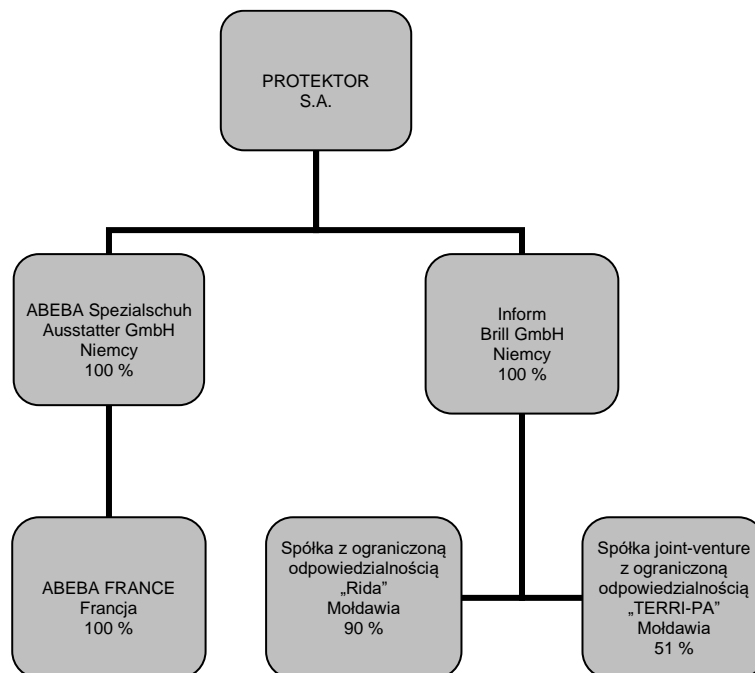 PROTEKTOR
S.A.
ABEBA Spezialschuh
Ausstatter GmbH
Niemcy
100 %
Inform
Brill GmbH
Niemcy
100 %
ABEBA FRANCE
Francja
100 %
Spółka z ograniczoną
odpowiedzialnością
„Rida”
Mołdawia
90 %
Spółka joint-venture
z ograniczoną
odpowiedzialnością
„TERRI-PA”
Mołdawia
51 %